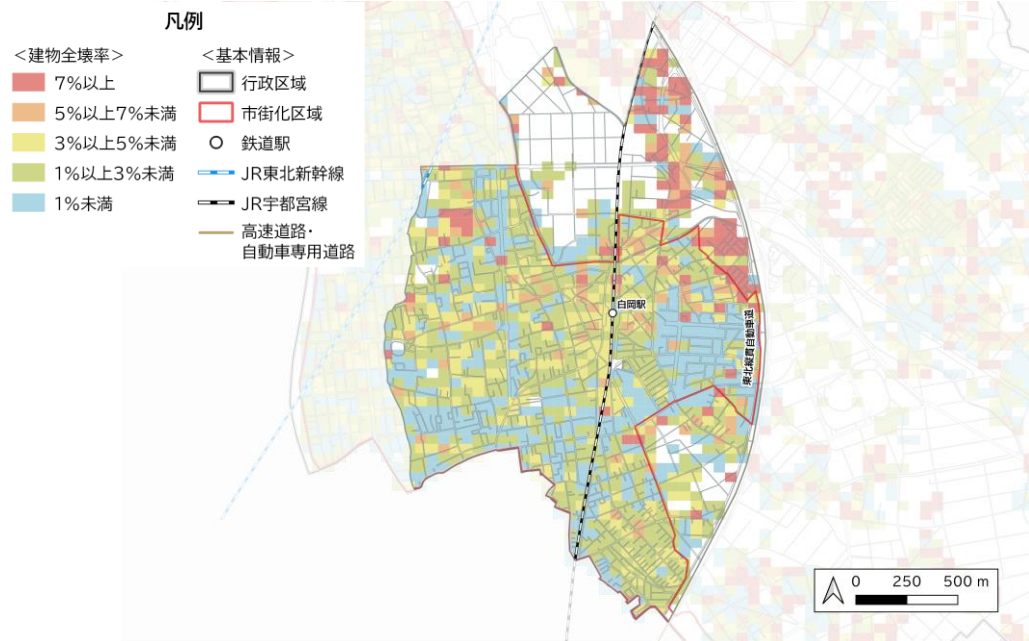 凡例
＜建物全壊率＞
7%以上
5%以上7%未満
3%以上5%未満
1%以上3%未満
1%未満
＜基本情報＞
行政区域
市街化区域
鉄道駅
JR東北新幹線
JR宇都宮線
高速道路・
自動車専用道路
白岡駅
東北縦貫自動車道
0 250 500 m